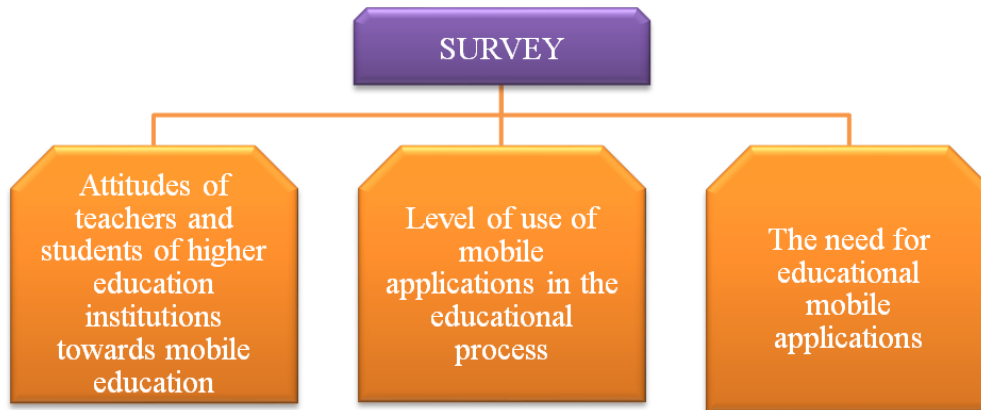 SURVEY
Attitudes of
teachers and
students of higher
education
institutions
towards mobile
education
Level of use of
mobile
applications in the
educational
process
The need for
educational
mobile
applications